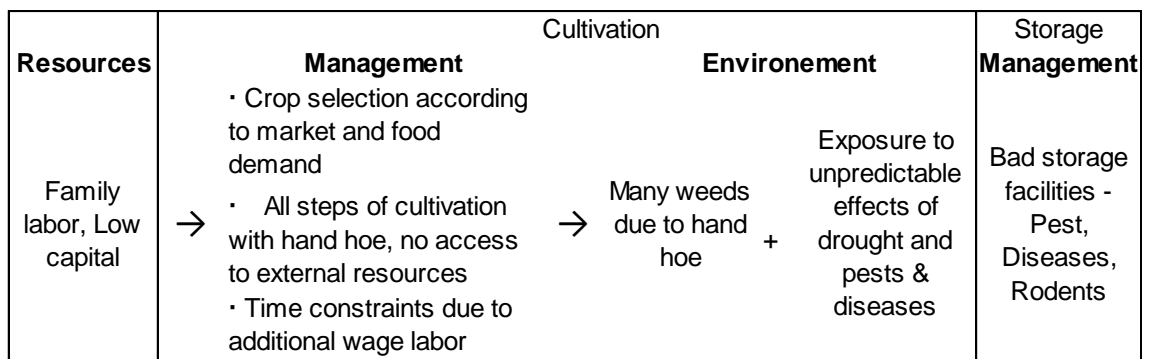 Cultivation
Storage
Resources
Management
Environement
Management
Family
labor, Low
capital
→
· Crop selection according
to market and food
demand
· All steps of cultivation
with hand hoe, no access
to external resources
· Time constraints due to
additional wage labor
→
Many weeds
due to hand
hoe
+
Exposure to
unpredictable
effects of
drought and
pests &
diseases
Bad storage
facilities -
Pest,
Diseases,
Rodents